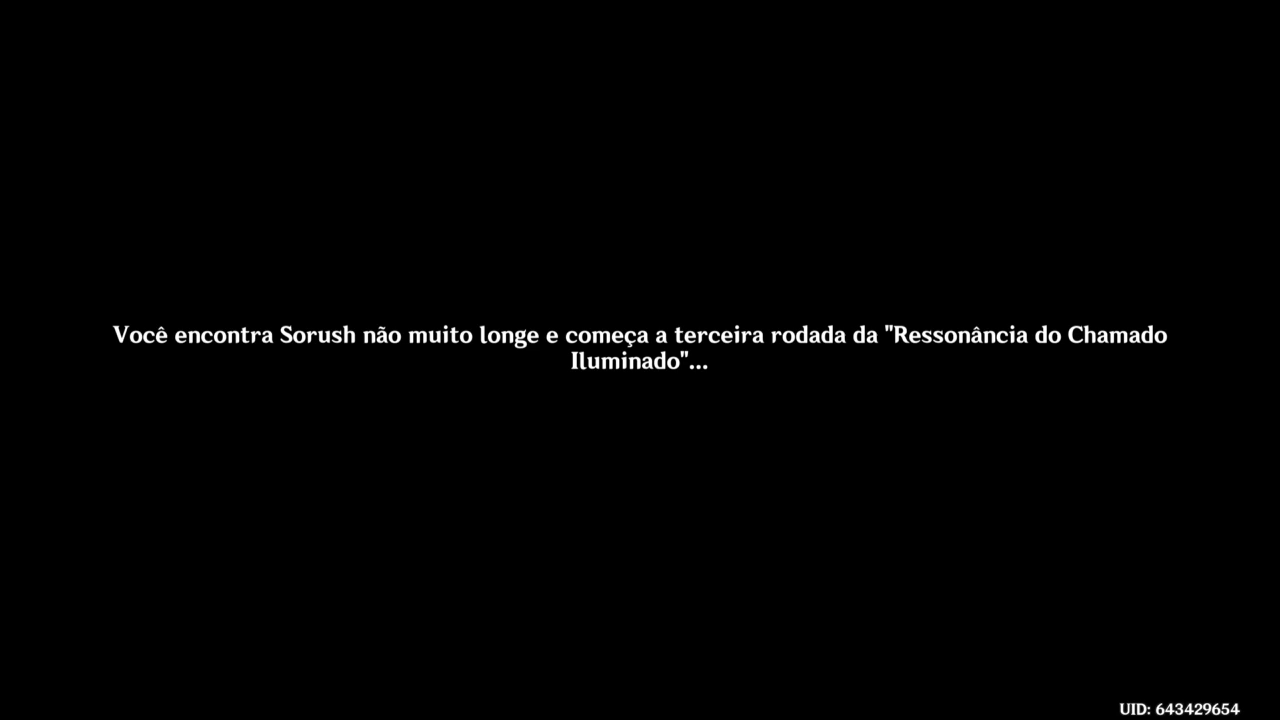 Você encontra Sorush não muito longe e começa a terceira rodada da "Ressonância do Chamado
Iluminado"...
UID: 643429654